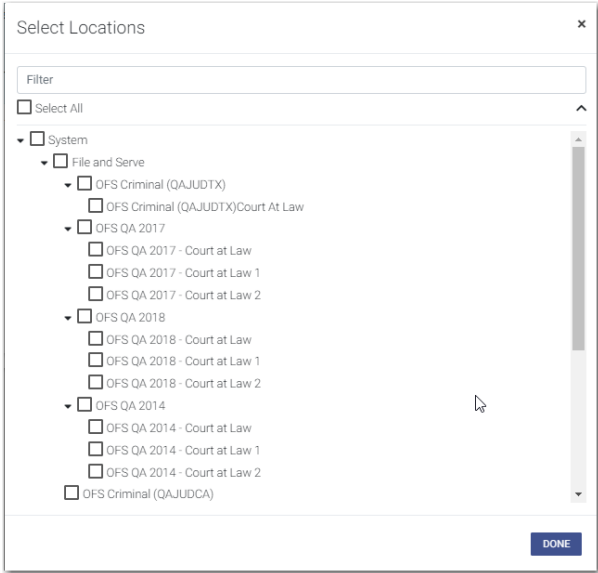 Select Locations
×
Filter
Select All
System
File and Serve
OFS Criminal (QAJUDTX)
OFS Criminal (QAJUDTX)Court At Law
OFS QA 2017
OFS QA 2017 - Court at Law
OFS QA 2017 - Court at Law 1
OFS QA 2017 - Court at Law 2
OFS QA 2018
OFS QA 2018 - Court at Law
OFS QA 2018 - Court at Law 1
OFS QA 2018 - Court at Law 2
OFS QA 2014
OFS QA 2014 - Court at Law
OFS QA 2014 - Court at Law 1
OFS QA 2014 - Court at Law 2
OFS Criminal (QAJUDCA)
DONE